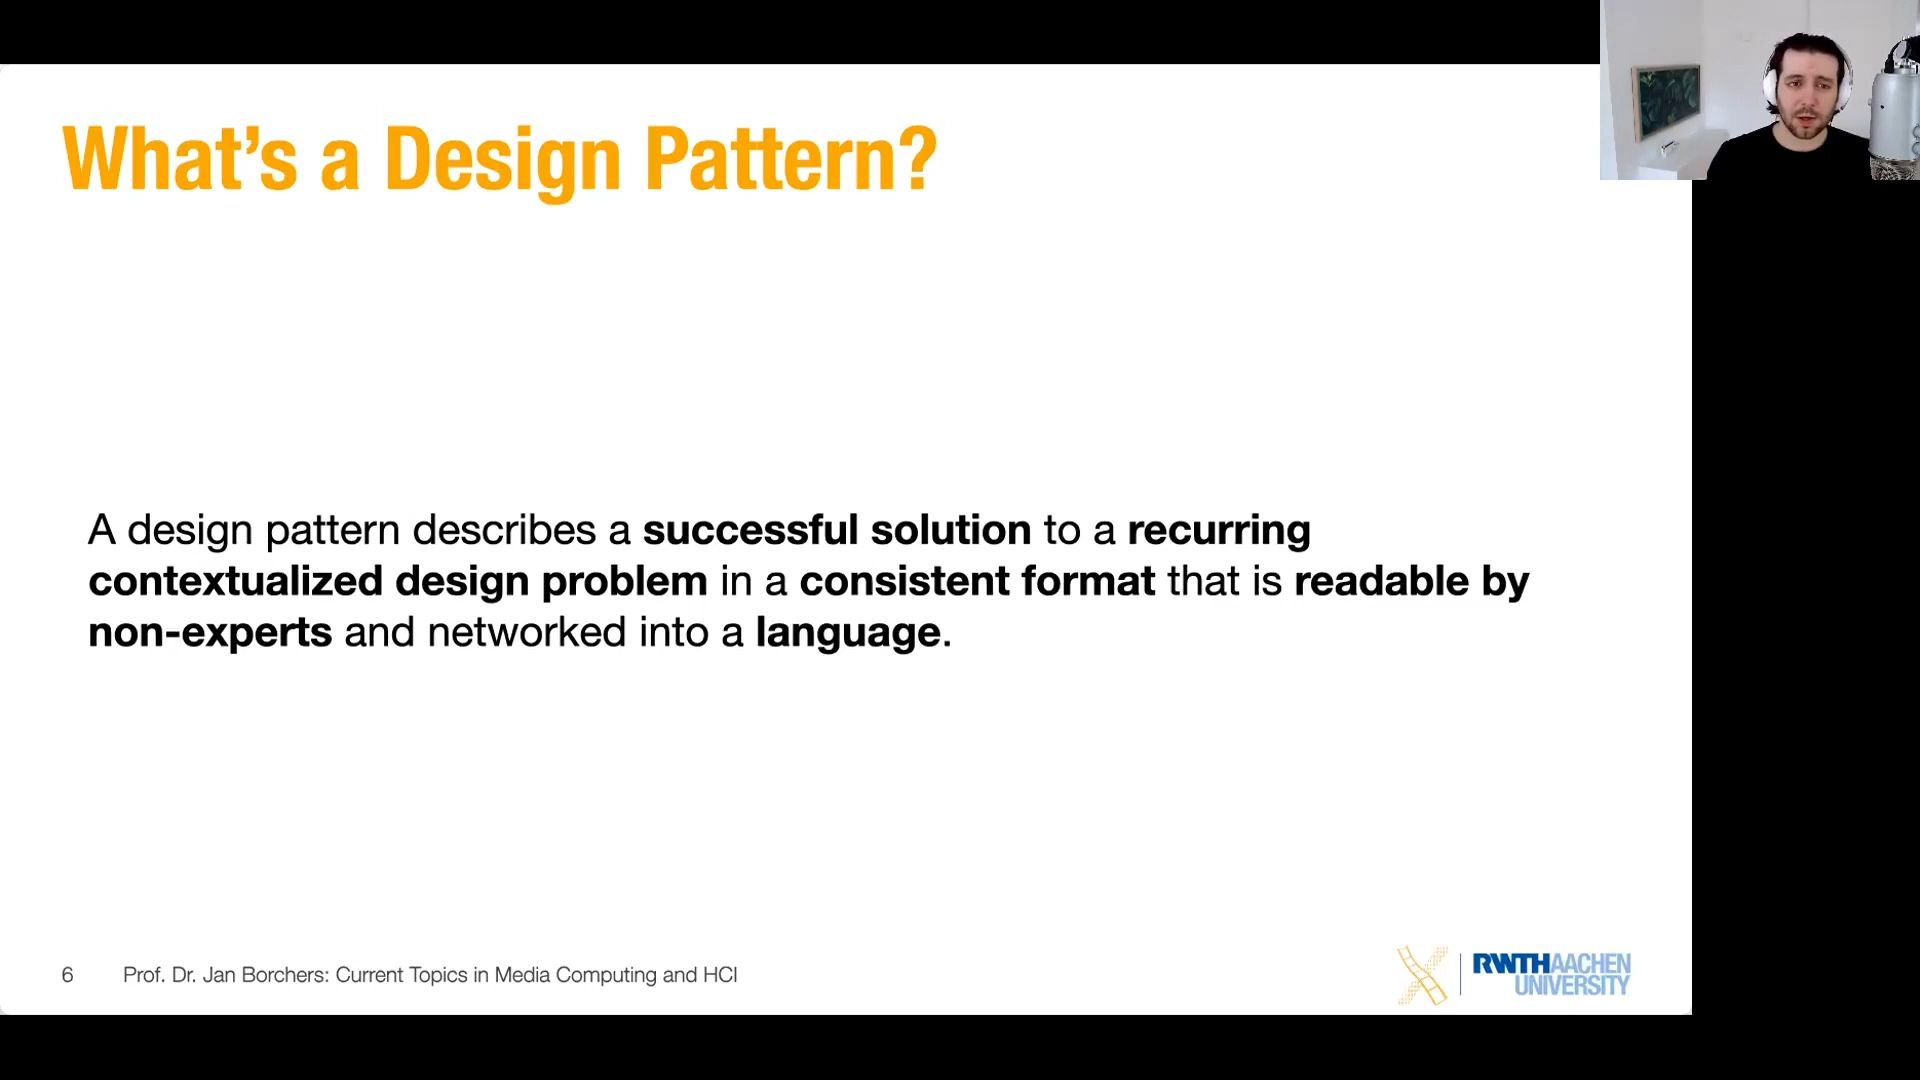 What’s a Design Pattern?
A design pattern describes a successful solution to a recurring
contextualized design problem in a consistent format that is readable by
non-experts and networked into a language.
6 Prof. Dr. Jan Borchers: Current Topics in Media Computing and HCI
RWTHAACHEN
UNIVERSITY